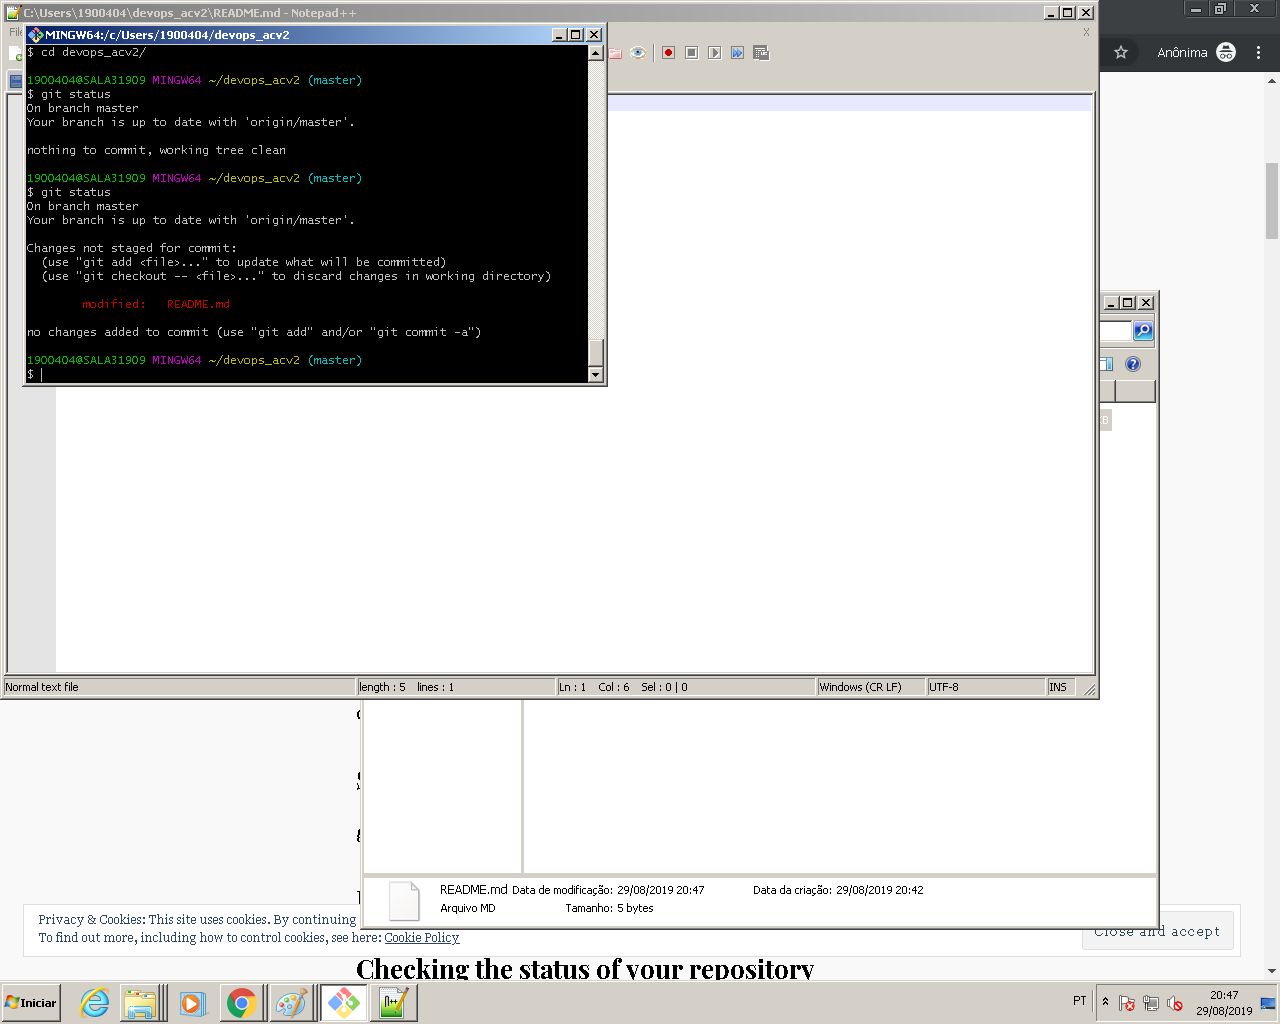 C:\Users\1900404\devops_acv2\README.md - Notepad++
MINGW64:/c/Users/1900404/devops_acv2
$ cd devops_acv2/
1900404@SALA31909 MINGW64 ~/devops_acv2 (master)
$ git status
On branch master
Your branch is up to date with 'origin/master'.
nothing to commit, working tree clean
1900404@SALA31909 MINGW64 ~/devops_acv2 (master)
$ git status
On branch master
Your branch is up to date with 'origin/master'.
Changes not staged for commit:
(use "git add <file>..." to update what will be committed)
(use "git checkout -- <file>..." to discard changes in working directory)
modified: README.md
no changes added to commit (use "git add" and/or "git commit -a")
1900404@SALA31909 MINGW64 ~/devops_acv2 (master)
$
Anônima
Normal text file
length : 5 lines : 1
Ln : 1 Col : 6 Sel : 0 | 0
Windows (CR LF)
UTF-8
INS
README.md Data de modificação: 29/08/2019 20:47 Data da criação: 29/08/2019 20:42
Arquivo MD Tamanho: 5 bytes
Privacy & Cookies: This site uses cookies. By continuing
To find out more, including how to control cookies, see here: Cookie Policy
Close and accept
Checking the status of your repository
Iniciar
PT
20:47
29/08/2019